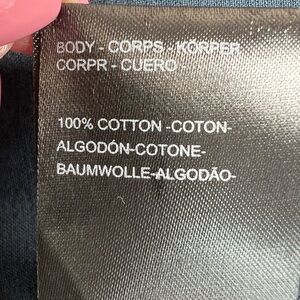 BODY - CORPS - KÖRPER
CORPR - CUERO
100% COTTON -COTON-
ALGODÓN-COTONE-
BAUMWOLLE-ALGODÃO-